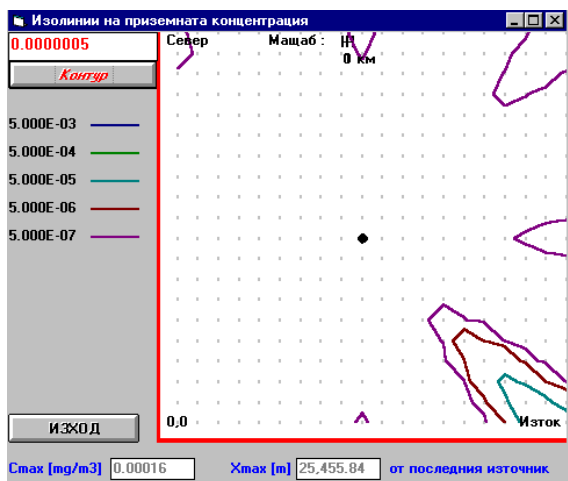 Изолинии на приземната концентрация
0.0000005
Контур
5.000E-03
5.000E-04
5.000E-05
5.000E-06
5.000E-07
ИЗХОД
Север
Мащаб :
0 км
0,0
Изток
Cmax [mg/m3] 0.00016 Xmax [m] 25,455.84 от последния източник